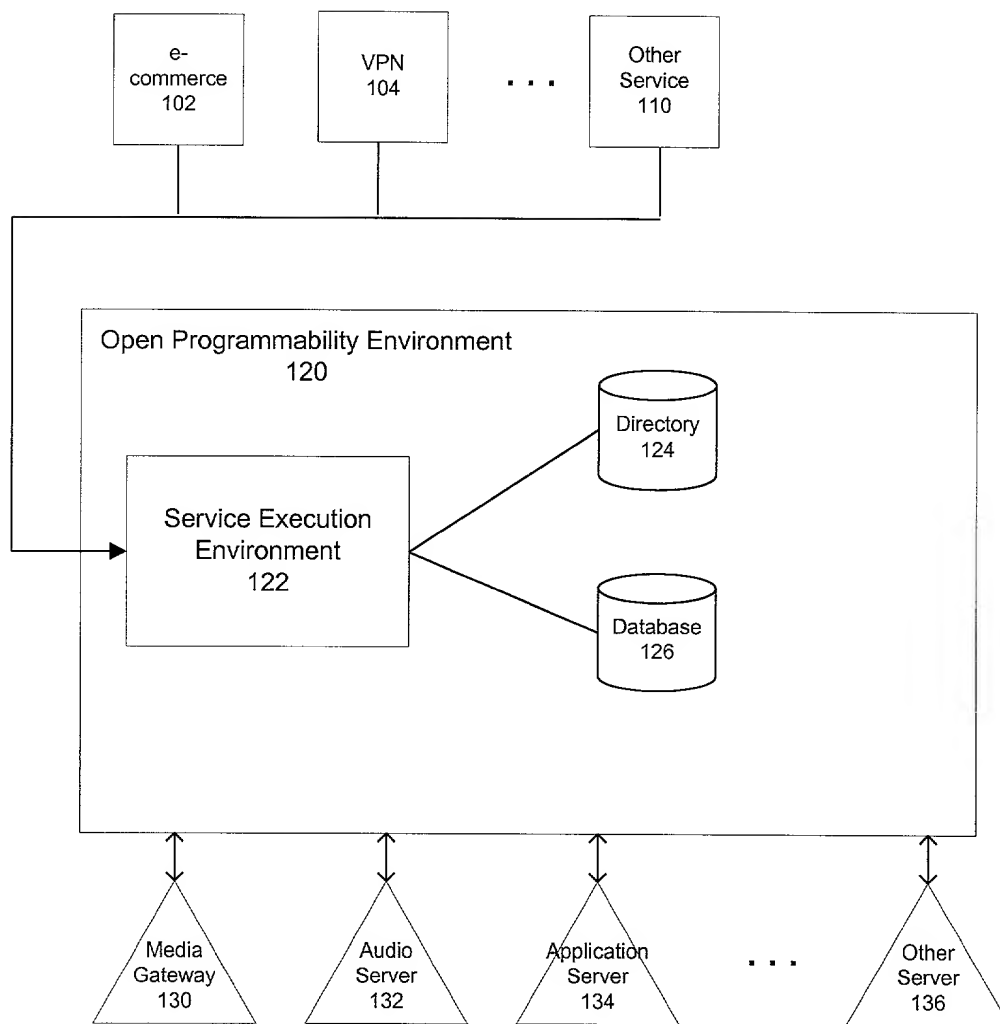 e-
commerce
102
VPN
104
. . .
Other
Service
110
Open Programmability Environment
120
Directory
124
Service Execution
Environment
122
Database
126
Media
Gateway
130
Audio
Server
132
Application
Server
134
. . .
Other
Server
136